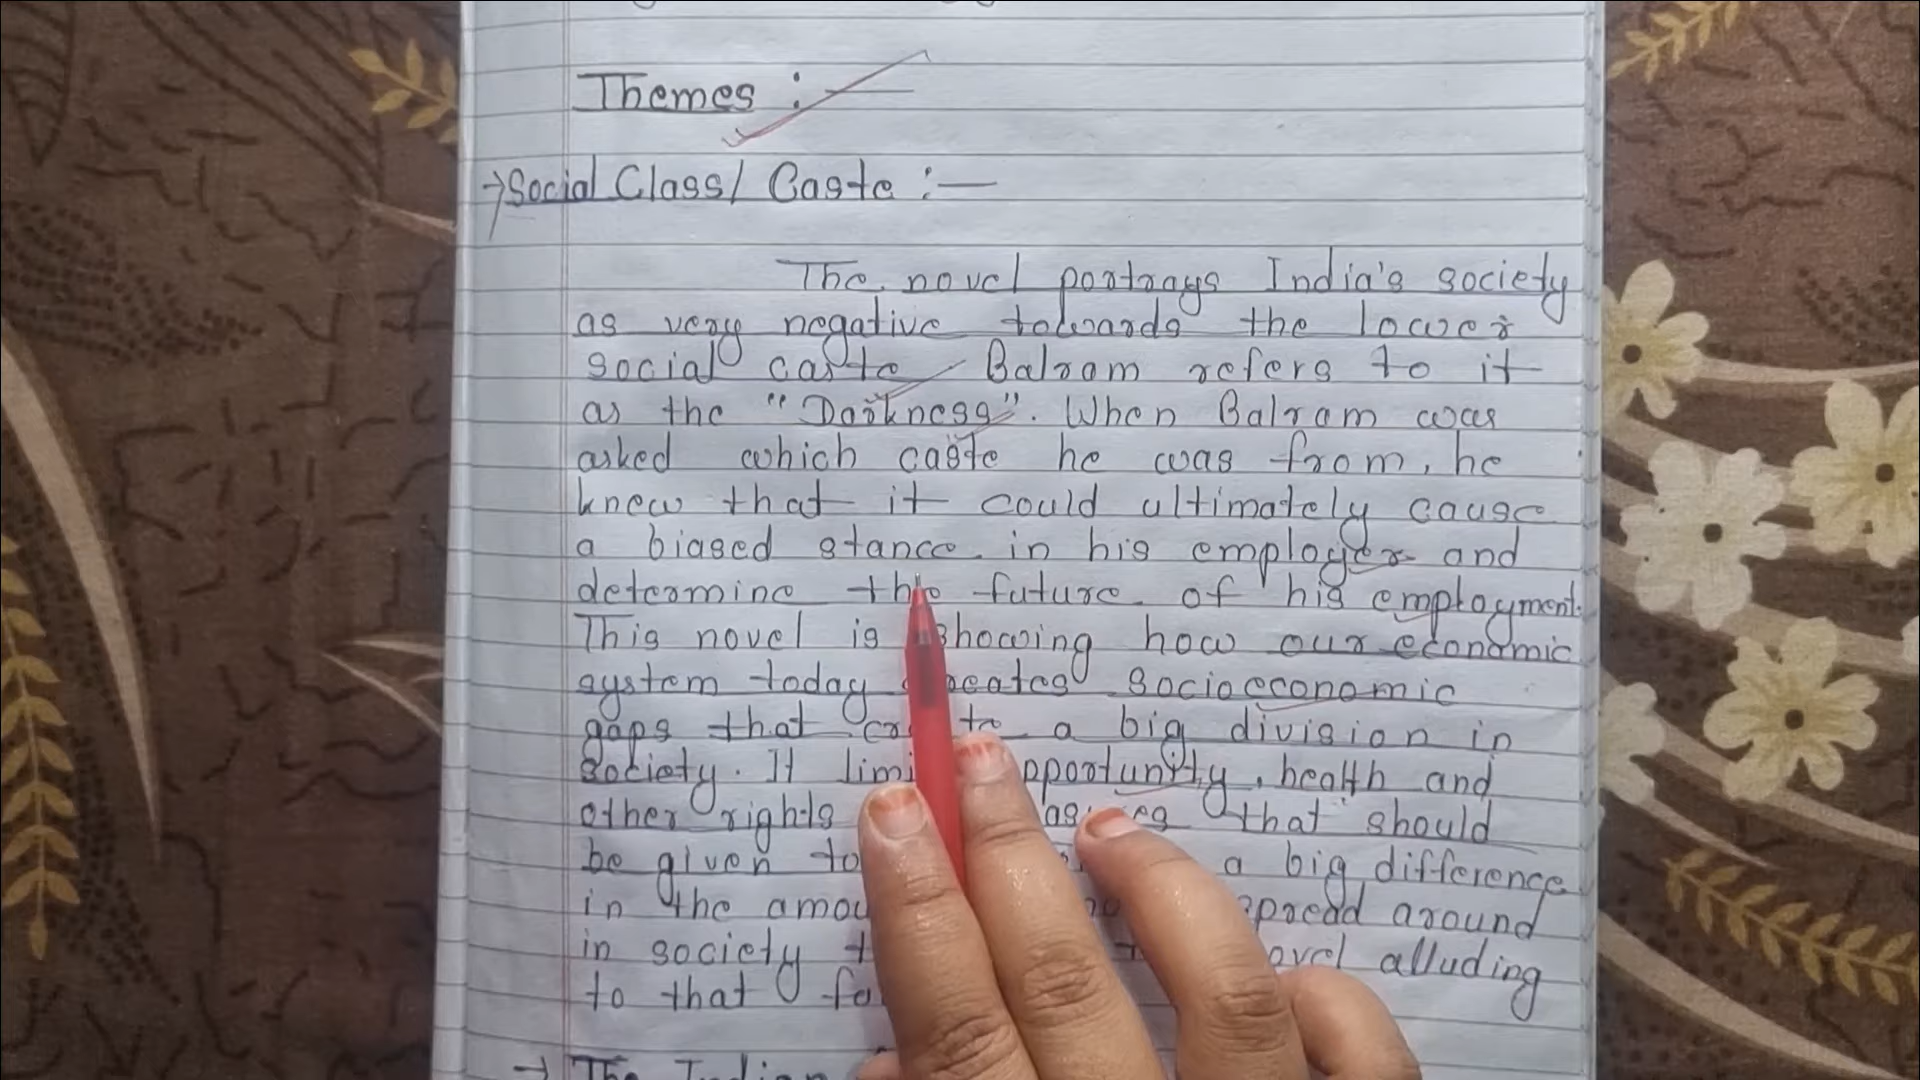 Themes :—
→Social Class/ Caste :—
The novel portrays India's society
as very negative towards the lower
social caste Balram refers to it
as the "Darkness". When Balram was
asked which caste he was from, he
knew that it could ultimately cause
a biased stance in his employer and
determine the future of his employment.
This novel is showing how our economic
system today creates socioeconomic
gaps that create a big division in
society. It opportunity, health and
other rights that should
be given to a big difference
in the spread around
in society novel alluding
to that
→ The Indian